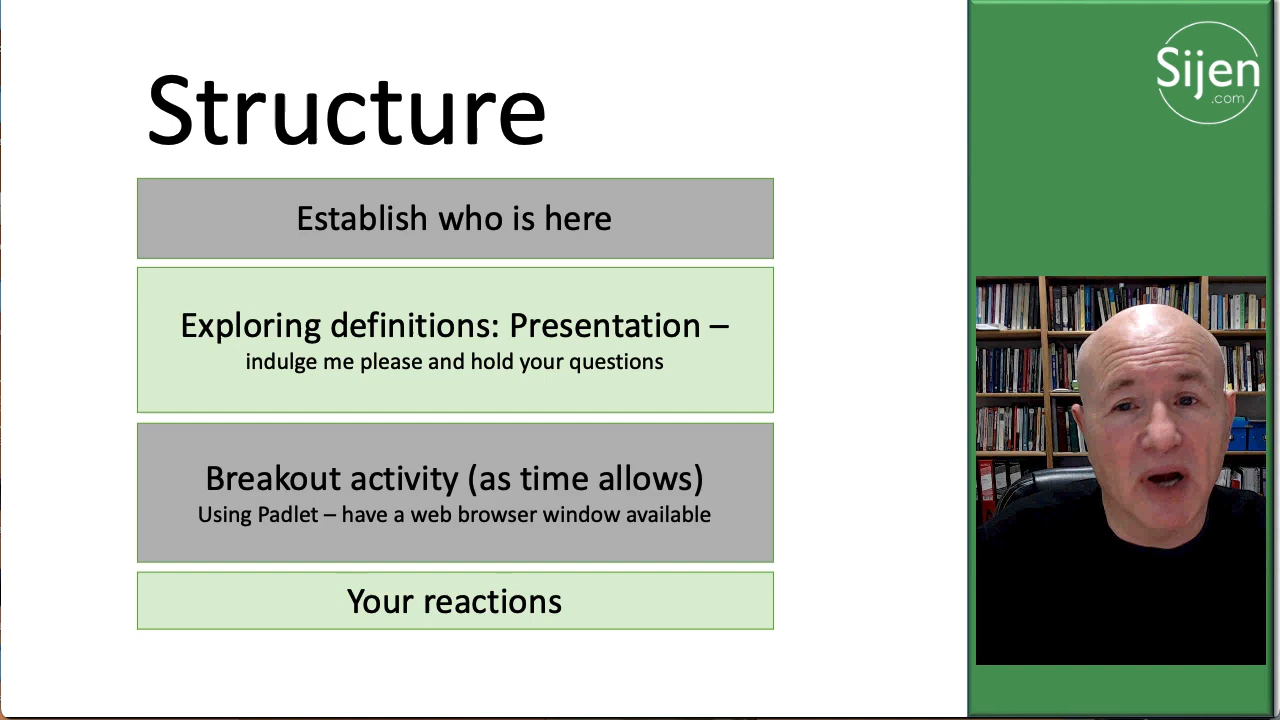 Structure
Establish who is here
Exploring definitions: Presentation –
indulge me please and hold your questions
Breakout activity (as time allows)
Using Padlet – have a web browser window available
Your reactions
Sijen
.com